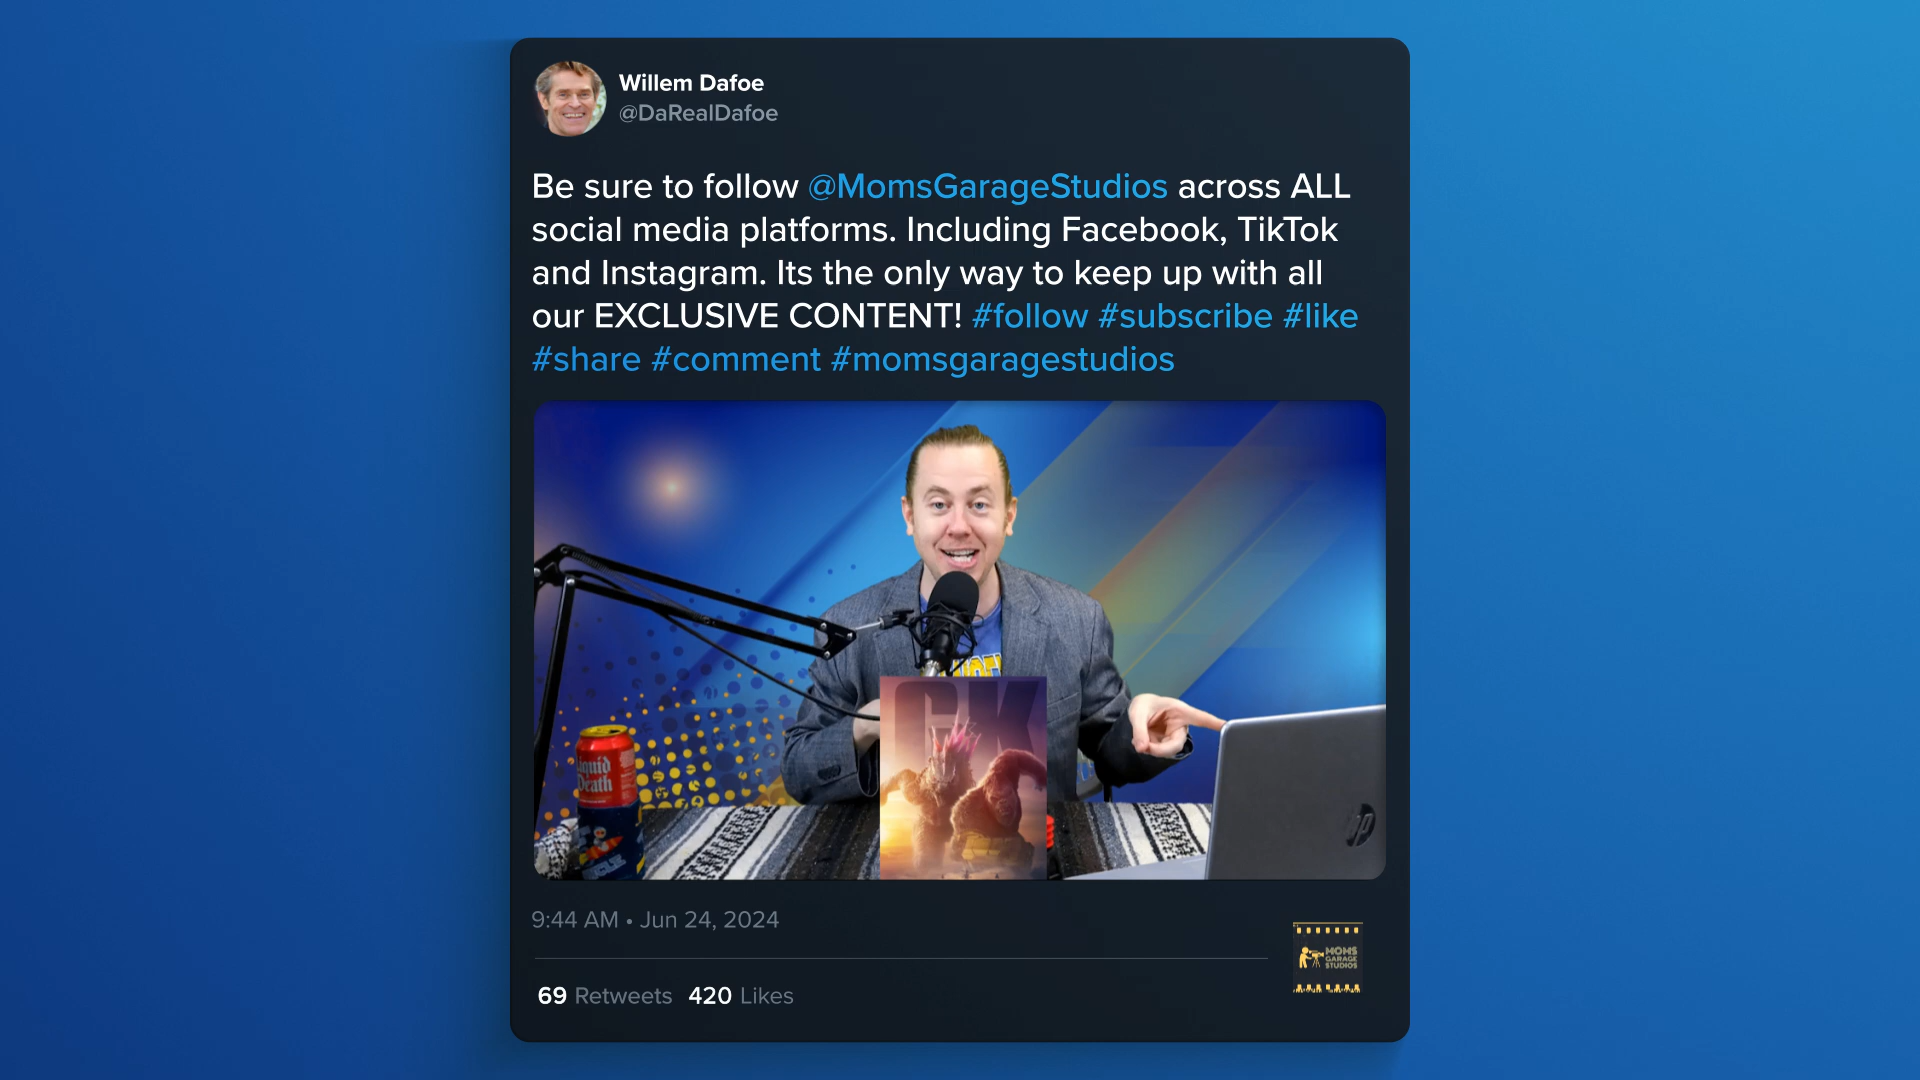 Willem Dafoe
@DaRealDafoe
Be sure to follow @MomsGarageStudios across ALL
social media platforms. Including Facebook, TikTok
and Instagram. Its the only way to keep up with all
our EXCLUSIVE CONTENT! #follow #subscribe #like
#share #comment #momsgaragestudios
GK
Liquid
Death
hp
9:44 AM • Jun 24, 2024
MOMS
GARAGE
STUDIOS
69 Retweets 420 Likes